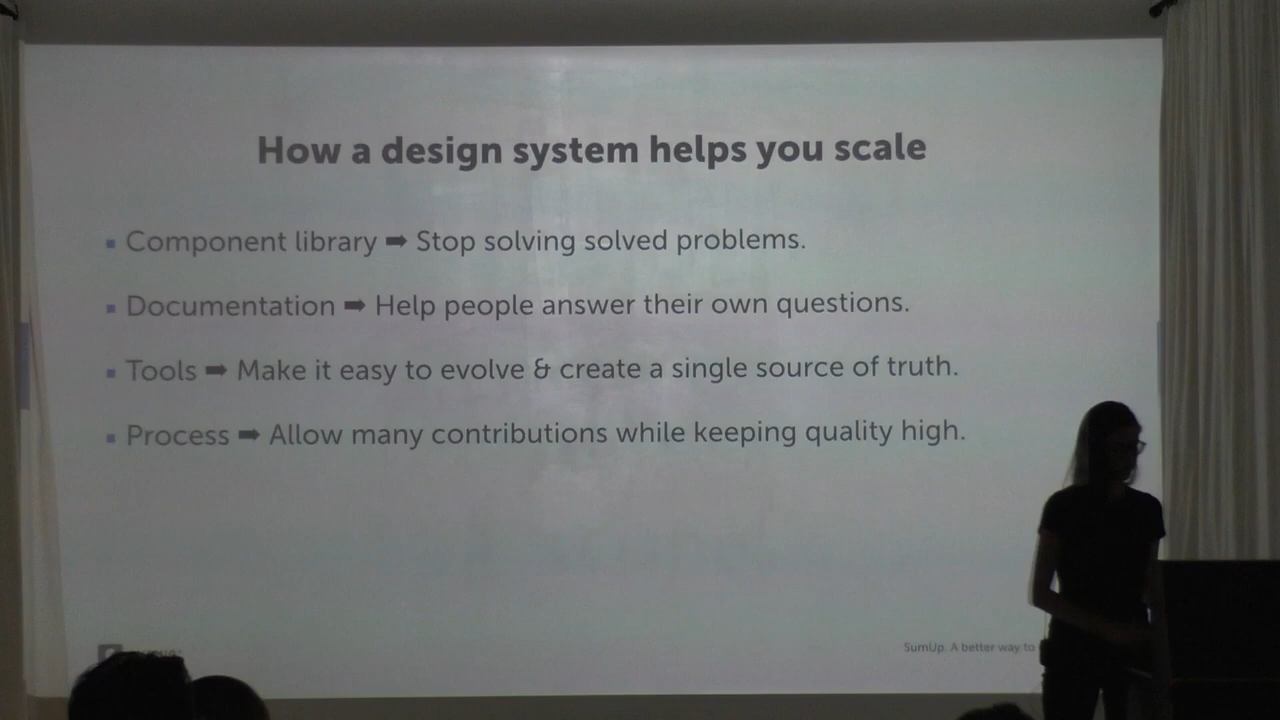 How a design system helps you scale
▪ Component library ➡ Stop solving solved problems.
▪ Documentation ➡ Help people answer their own questions.
▪ Tools ➡ Make it easy to evolve & create a single source of truth.
▪ Process ➡ Allow many contributions while keeping quality high.
SumUp. A better way to